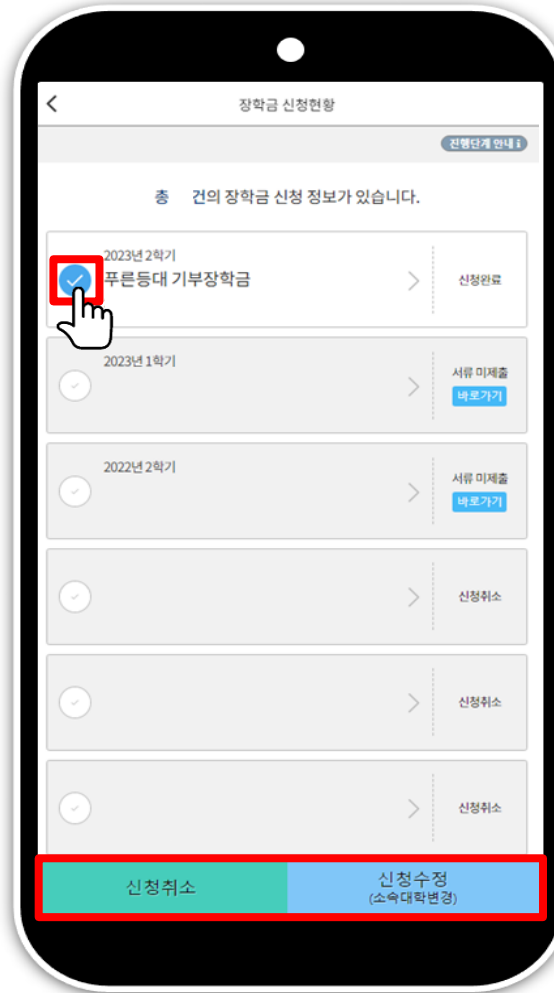 장학금 신청현황
진행단계 안내 i
총 건의 장학금 신청 정보가 있습니다.
2023년 2학기
푸른등대 기부장학금
신청완료
2023년 1학기
서류 미제출
바로가기
2022년 2학기
서류 미제출
바로가기
신청취소
신청취소
신청취소
신청취소
신청수정
(소속대학변경)